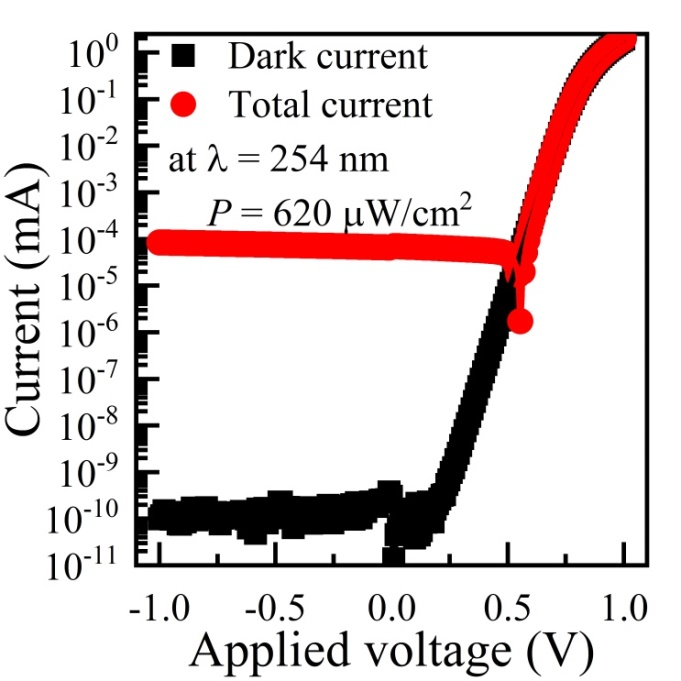 Dark current
Total current
at λ = 254 nm
P = 620 μW/cm²
10⁰
10⁻¹
10⁻²
10⁻³
10⁻⁴
10⁻⁵
10⁻⁶
10⁻⁷
10⁻⁸
10⁻⁹
10⁻¹⁰
10⁻¹¹
Current (mA)
-1.0 -0.5 0.0 0.5 1.0
Applied voltage (V)